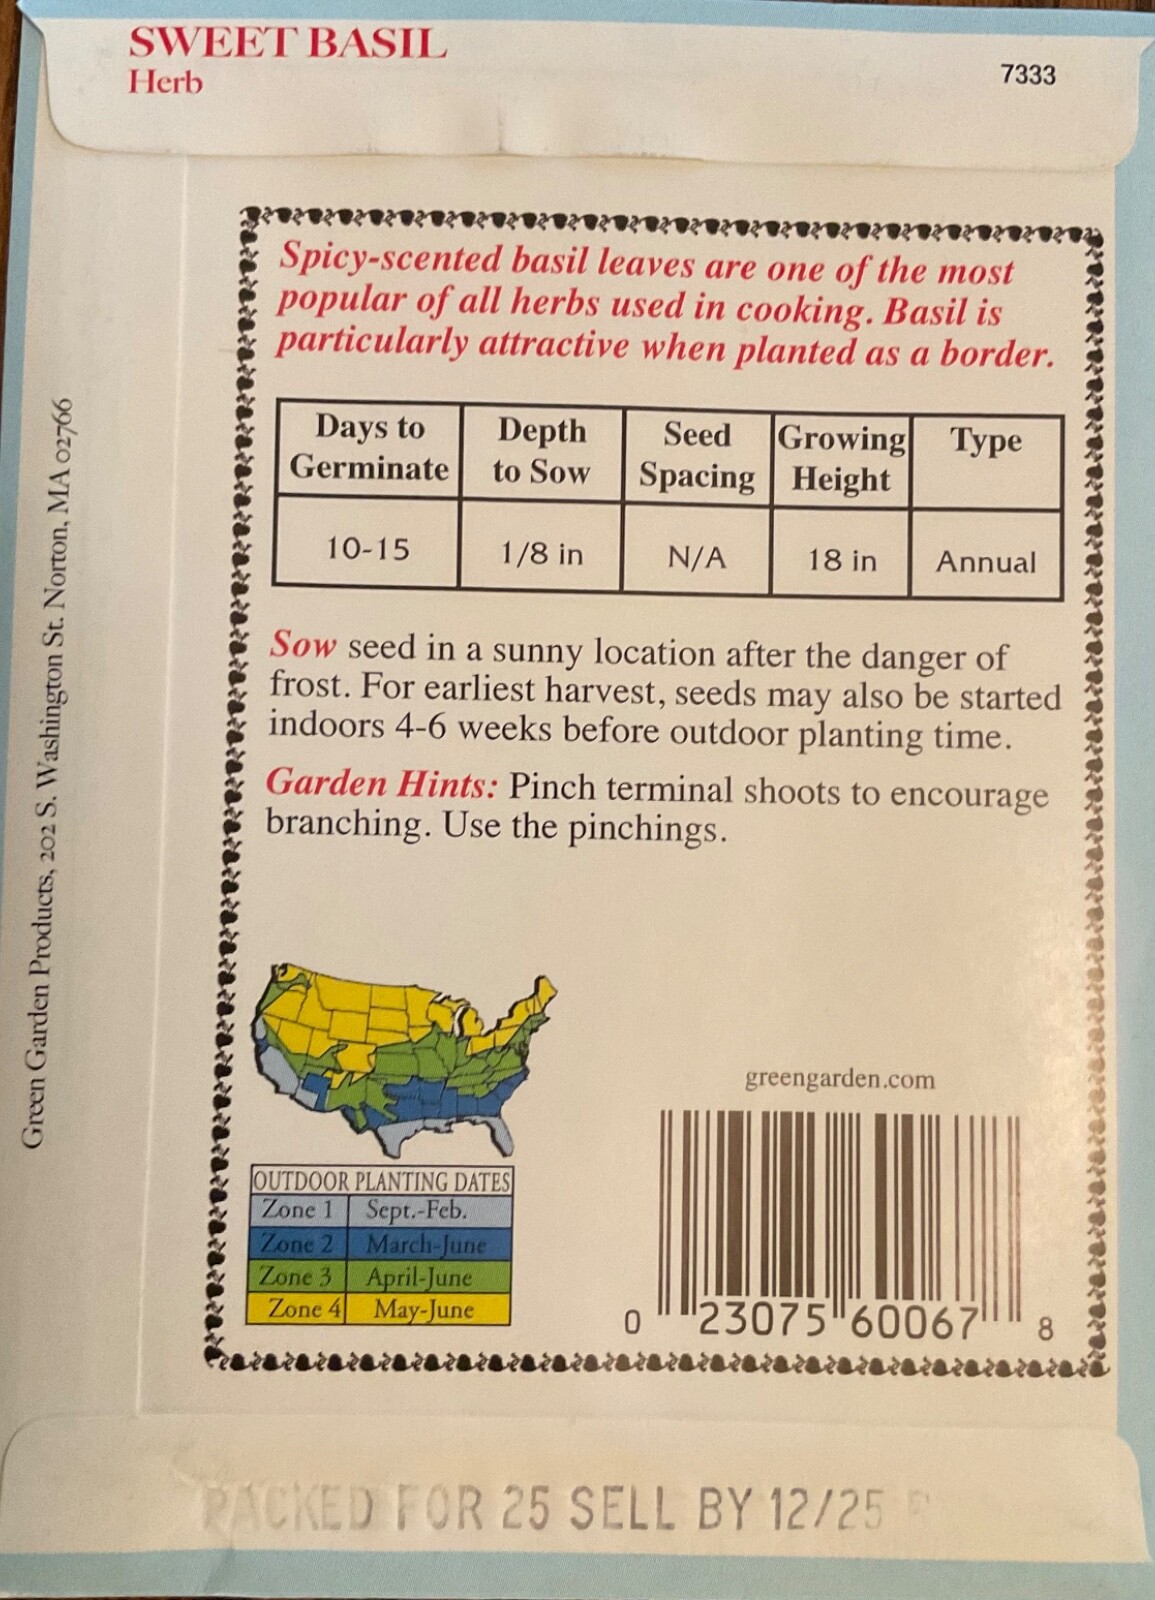 SWEET BASIL
Herb
7333
Spicy-scented basil leaves are one of the most
popular of all herbs used in cooking. Basil is
particularly attractive when planted as a border.
Days to Germinate | Depth to Sow | Seed Spacing | Growing Height | Type
10-15 | 1/8 in | N/A | 18 in | Annual
Sow seed in a sunny location after the danger of
frost. For earliest harvest, seeds may also be started
indoors 4-6 weeks before outdoor planting time.
Garden Hints: Pinch terminal shoots to encourage
branching. Use the pinchings.
Green Garden Products, 202 S. Washington St. Norton, MA 02766
OUTDOOR PLANTING DATES
Zone 1 Sept.-Feb.
Zone 2 March-June
Zone 3 April-June
Zone 4 May-June
greengarden.com
0 23075 60067 8
PACKED FOR 25 SELL BY 12/25